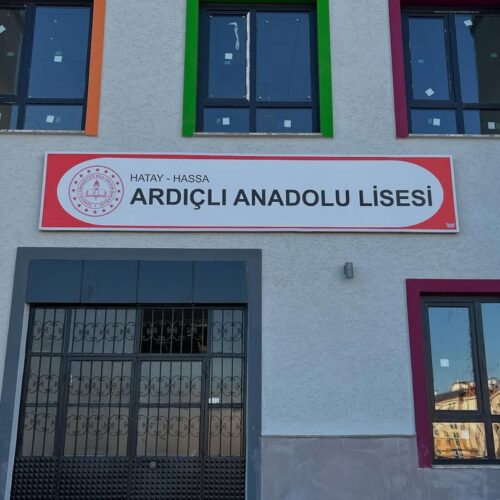 HATAY - HASSA
ARDIÇLI ANADOLU LİSESİ